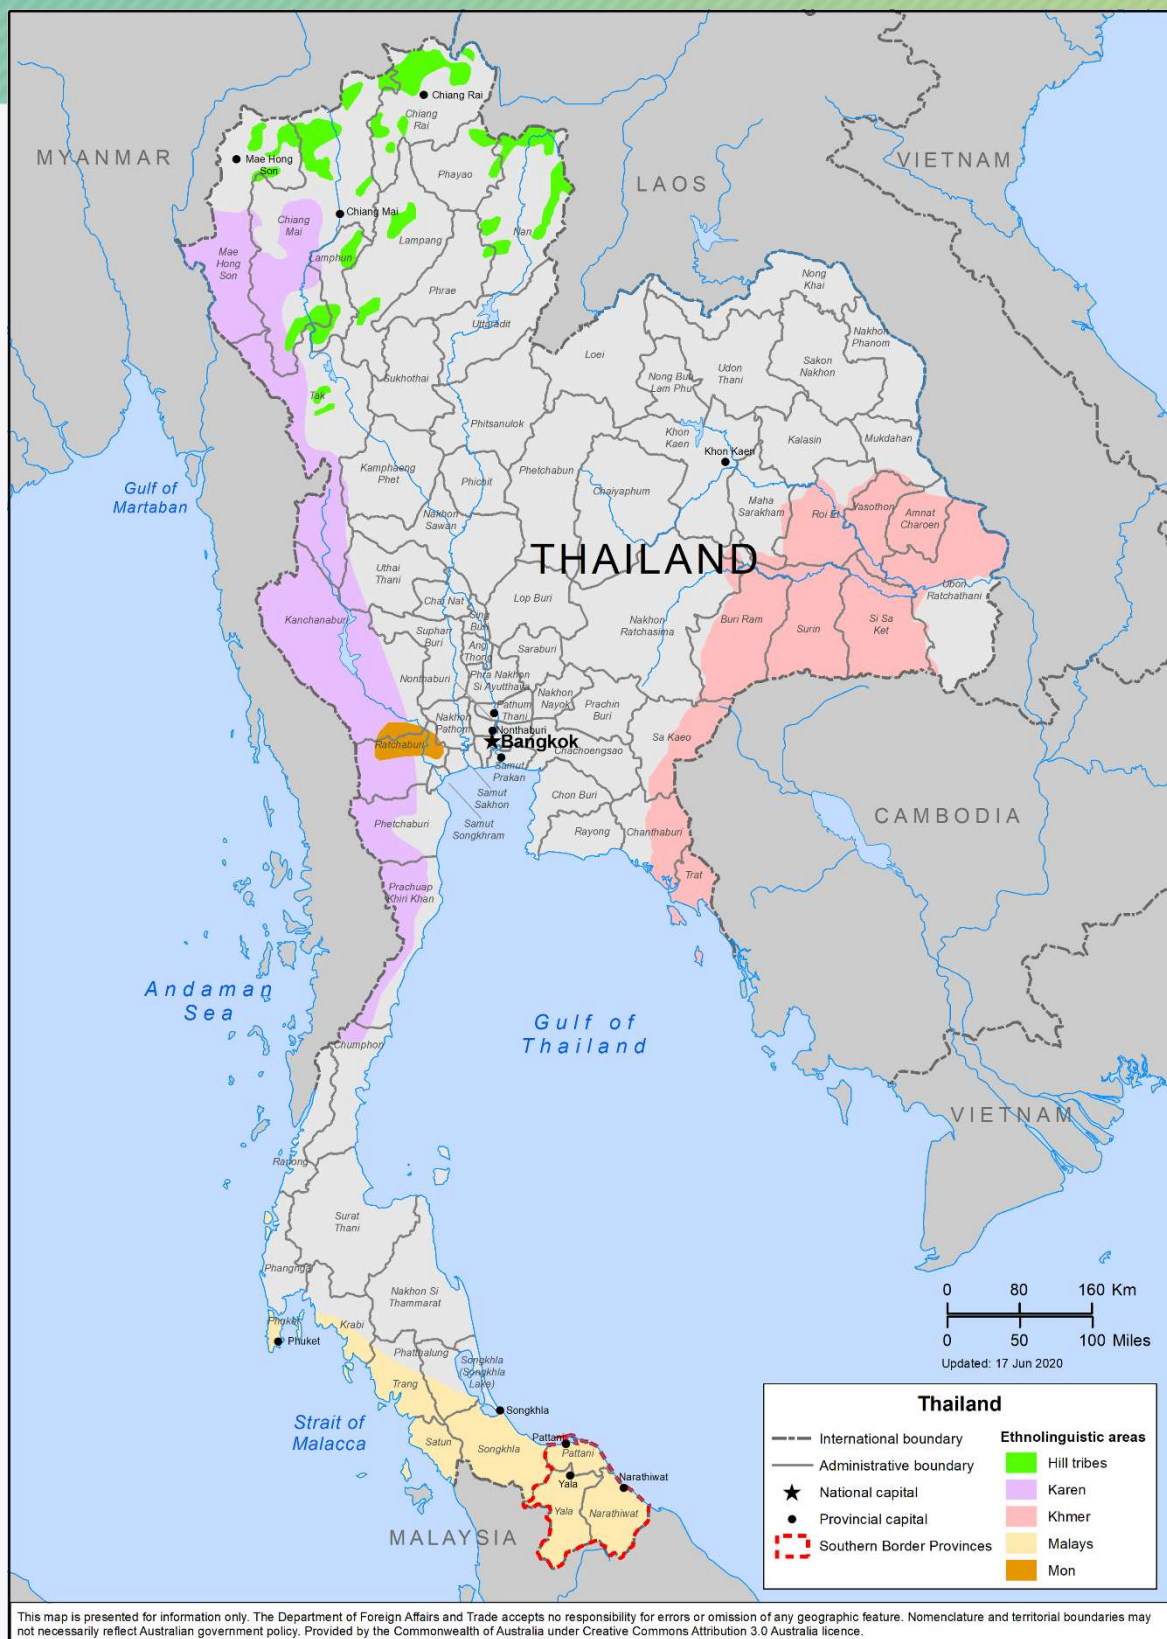 Chiang Rai
Chiang
Rai
MYANMAR
VIETNAM
Mae Hong
Son
LAOS
Phayao
Chiang Mai
Chiang
Mai
Nan
Lampang
Mae
Hong
Son
Lamphun
Nong
Khai
Phrae
Uttaradit
Nakhon
Phanom
Loei
Sakon
Nakhon
Udon
Thani
Nong Bua
Lam Phu
Sukhothai
Tak
Phitsanulok
Khon
Kaen
Kalasin
Mukdahan
Khon Kaen
Kamphaeng
Phet
Phichit
Phetchabun
Chaiyaphum
Gulf of
Martaban
Maha
Sarakham
Roi Et
Yasothon
Amnat
Charoen
Nakhon
Sawan
THAILAND
Uthai
Thani
Ubon
Ratchathani
Chai Nat
Lop Buri
Sing
Buri
Kanchanaburi
Nakhon
Ratchasima
Buri Ram
Surin
Si Sa
Ket
Suphan
Buri
Ang
Thong
Saraburi
Nonthaburi
Phra Nakhon
Si Ayutthaya
Nakhon
Nayok
Prachin
Buri
Pathum
Thani
Nakhon
Pathom
Nonthaburi
Sa Kaeo
Ratchaburi
Bangkok
Chachoengsao
Samut
Prakan
Samut
Sakhon
Chon Buri
Samut
Songkhram
Phetchaburi
Rayong
Chanthaburi
CAMBODIA
Trat
Prachuap
Khiri Khan
Andaman
Sea
Gulf of
Thailand
Chumphon
VIETNAM
Ranong
Surat
Thani
Phangnga
Nakhon Si
Thammarat
Phuket
Krabi
Phuket
Phatthalung
Songkhla
(Songkhla
Lake)
Trang
Songkhla
Strait of
Malacca
Satun
Songkhla
Pattani
Pattani
Yala
Narathiwat
Yala
Narathiwat
MALAYSIA
0 80 160 Km
0 50 100 Miles
Updated: 17 Jun 2020
Thailand
International boundary
Administrative boundary
National capital
Provincial capital
Southern Border Provinces
Ethnolinguistic areas
Hill tribes
Karen
Khmer
Malays
Mon
This map is presented for information only. The Department of Foreign Affairs and Trade accepts no responsibility for errors or omission of any geographic feature. Nomenclature and territorial boundaries may
not necessarily reflect Australian government policy. Provided by the Commonwealth of Australia under Creative Commons Attribution 3.0 Australia licence.